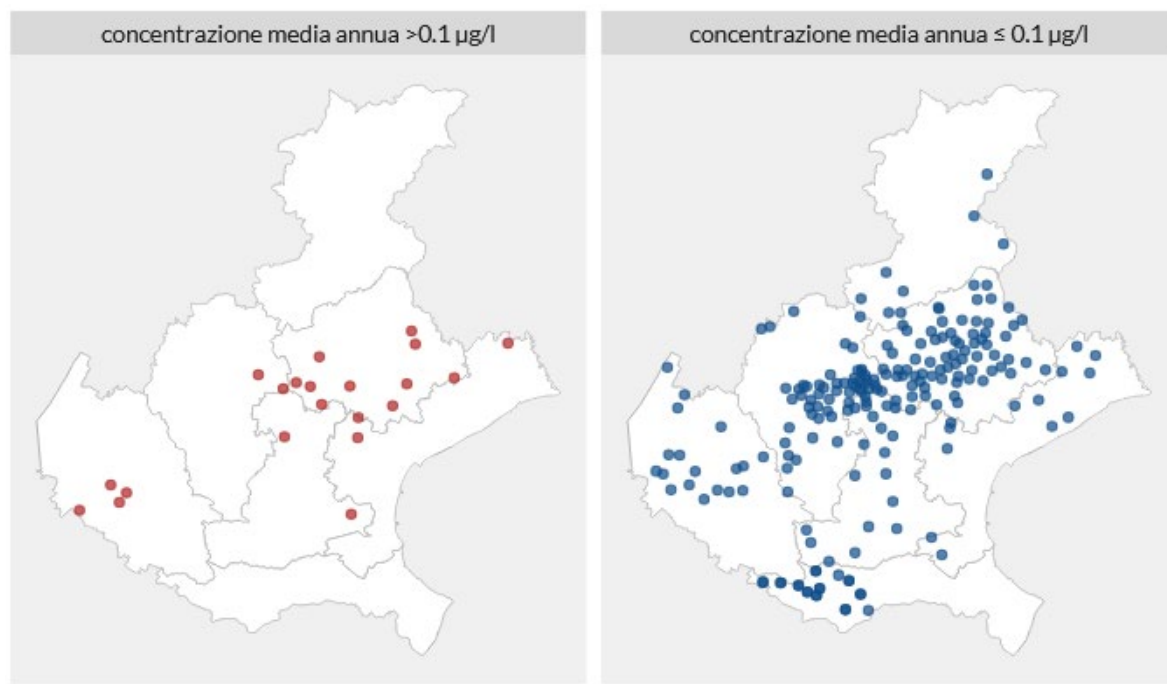 concentrazione media annua >0.1 µg/l
concentrazione media annua ≤ 0.1 µg/l